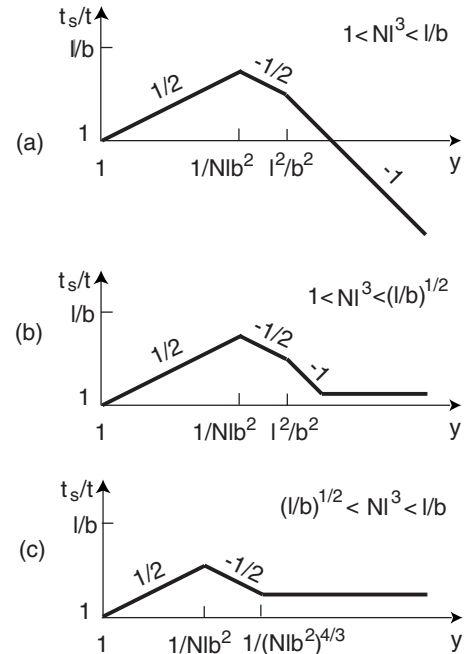 t_s/t
l/b
1
1/2
-1/2
-1
1 < Nl^3 < l/b
(a)
1
1/Nlb^2
l^2/b^2
y
t_s/t
l/b
1
1/2
-1/2
-1
1 < Nl^3 < (l/b)^{1/2}
(b)
1
1/Nlb^2
l^2/b^2
y
t_s/t
l/b
1
1/2
-1/2
(l/b)^{1/2} < Nl^3 < l/b
(c)
1
1/Nlb^2
1/(Nlb^2)^{4/3}
y